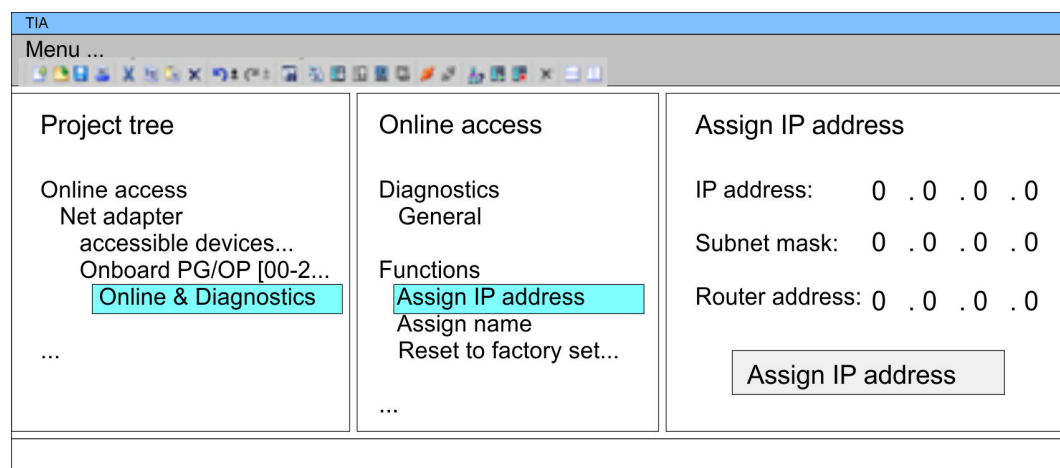 TIA
Menu ...
Project tree
Online access
Net adapter
accessible devices...
Onboard PG/OP [00-2...
Online & Diagnostics
...
Online access
Diagnostics
General
Functions
Assign IP address
Assign name
Reset to factory set...
...
Assign IP address
IP address: 0 . 0 . 0 . 0
Subnet mask: 0 . 0 . 0 . 0
Router address: 0 . 0 . 0 . 0
Assign IP address